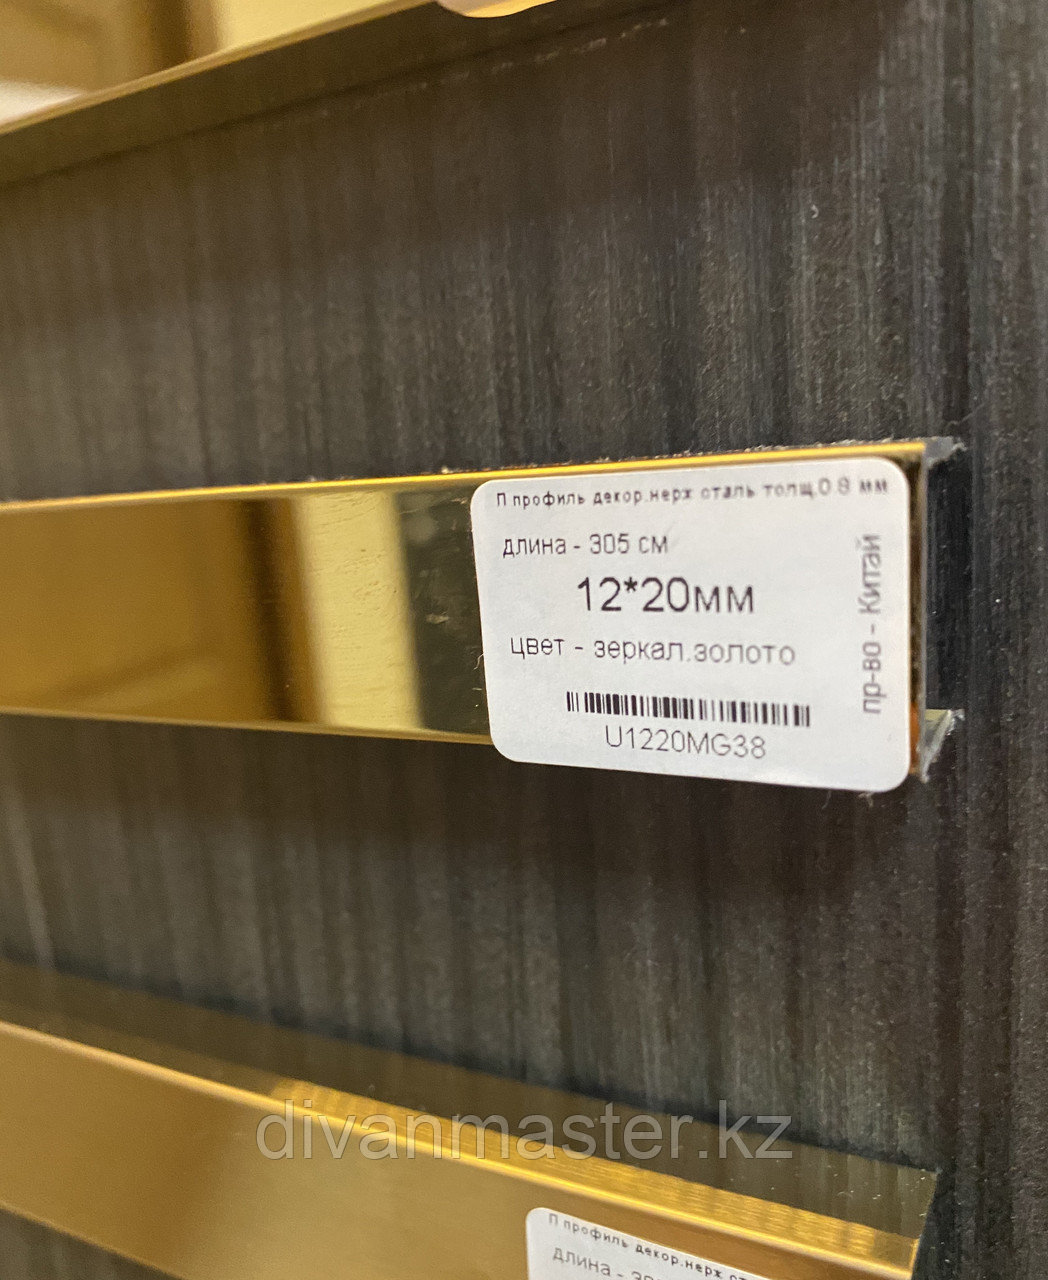 П профиль декор.нерж сталь толщ.0.8 мм
длина - 305 см
12*20мм
цвет - зеркал.золото
U1220MG38
пр-во - Китай
divanmaster.kz
П профиль декор.нерж
длина -